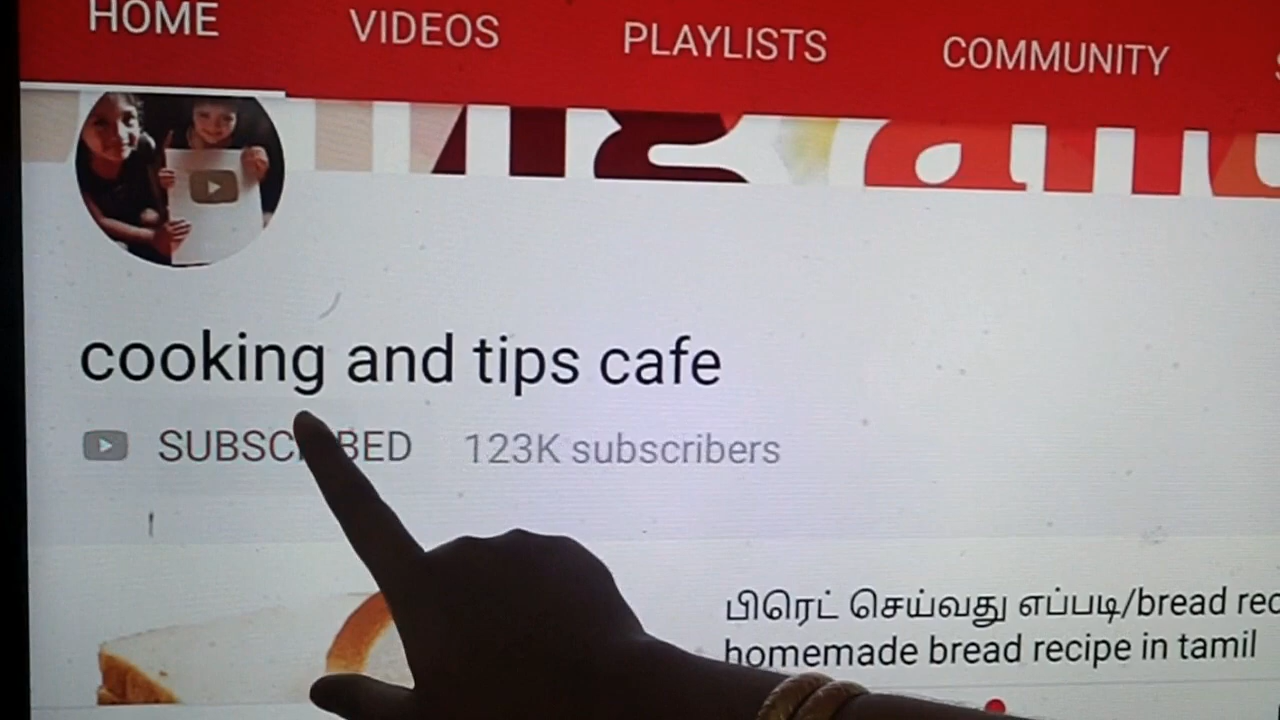 HOME VIDEOS PLAYLISTS COMMUNITY
cooking and tips cafe
123K subscribers
பிரெட் செய்வது எப்படி/bread rec
homemade bread recipe in tamil